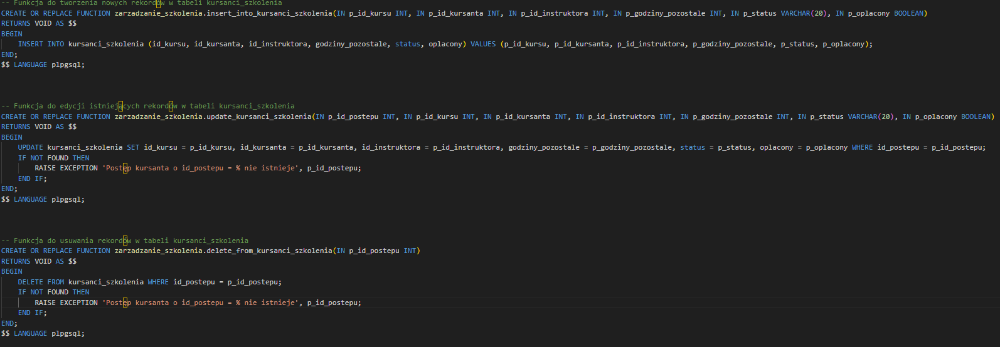 -- Funkcja do tworzenia nowych rekordów w tabeli kursanci_szkolenia
CREATE OR REPLACE FUNCTION zarzadzanie_szkolenia.insert_into_kursanci_szkolenia(IN p_id_kursu INT, IN p_id_kursanta INT, IN p_id_instruktora INT, IN p_godziny_pozostale INT, IN p_status VARCHAR(20), IN p_oplacony BOOLEAN)
RETURNS VOID AS $$
BEGIN
    INSERT INTO kursanci_szkolenia (id_kursu, id_kursanta, id_instruktora, godziny_pozostale, status, oplacony) VALUES (p_id_kursu, p_id_kursanta, p_id_instruktora, p_godziny_pozostale, p_status, p_oplacony);
END;
$$ LANGUAGE plpgsql;
-- Funkcja do edycji istniejących rekordów w tabeli kursanci_szkolenia
CREATE OR REPLACE FUNCTION zarzadzanie_szkolenia.update_kursanci_szkolenia(IN p_id_postepu INT, IN p_id_kursu INT, IN p_id_kursanta INT, IN p_id_instruktora INT, IN p_godziny_pozostale INT, IN p_status VARCHAR(20), IN p_oplacony BOOLEAN)
RETURNS VOID AS $$
BEGIN
    UPDATE kursanci_szkolenia SET id_kursu = p_id_kursu, id_kursanta = p_id_kursanta, id_instruktora = p_id_instruktora, godziny_pozostale = p_godziny_pozostale, status = p_status, oplacony = p_oplacony WHERE id_postepu = p_id_postepu;
    IF NOT FOUND THEN
        RAISE EXCEPTION 'Postęp kursanta o id_postepu = % nie istnieje', p_id_postepu;
    END IF;
END;
$$ LANGUAGE plpgsql;
-- Funkcja do usuwania rekordów w tabeli kursanci_szkolenia
CREATE OR REPLACE FUNCTION zarzadzanie_szkolenia.delete_from_kursanci_szkolenia(IN p_id_postepu INT)
RETURNS VOID AS $$
BEGIN
    DELETE FROM kursanci_szkolenia WHERE id_postepu = p_id_postepu;
    IF NOT FOUND THEN
        RAISE EXCEPTION 'Postęp kursanta o id_postepu = % nie istnieje', p_id_postepu;
    END IF;
END;
$$ LANGUAGE plpgsql;